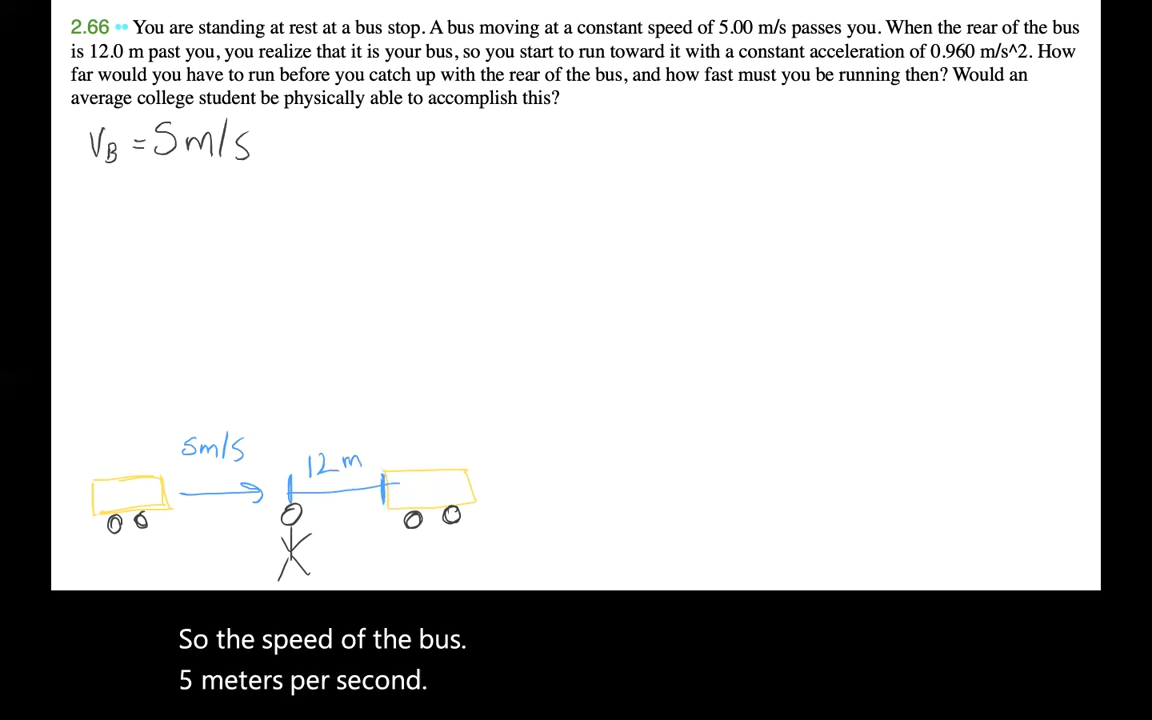 2.66 •• You are standing at rest at a bus stop. A bus moving at a constant speed of 5.00 m/s passes you. When the rear of the bus
is 12.0 m past you, you realize that it is your bus, so you start to run toward it with a constant acceleration of 0.960 m/s^2. How
far would you have to run before you catch up with the rear of the bus, and how fast must you be running then? Would an
average college student be physically able to accomplish this?
V_B = 5m/s
5m/s
12m
So the speed of the bus.
5 meters per second.